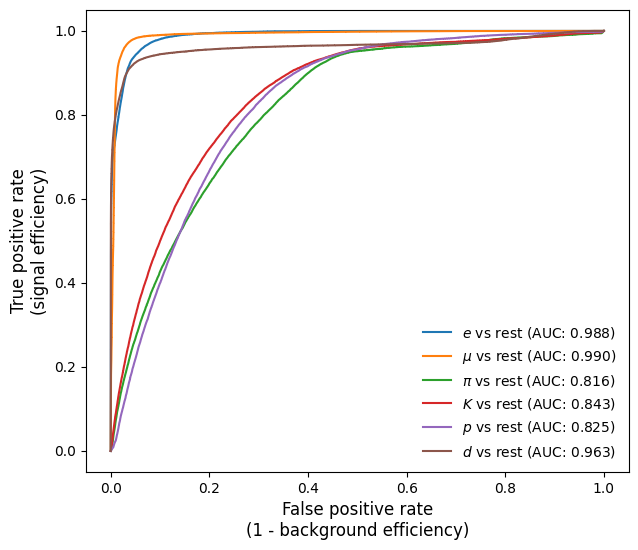 1.0
0.8
0.6
0.4
0.2
0.0
True positive rate
(signal efficiency)
e vs rest (AUC: 0.988)
μ vs rest (AUC: 0.990)
π vs rest (AUC: 0.816)
K vs rest (AUC: 0.843)
p vs rest (AUC: 0.825)
d vs rest (AUC: 0.963)
0.0 0.2 0.4 0.6 0.8 1.0
False positive rate
(1 - background efficiency)